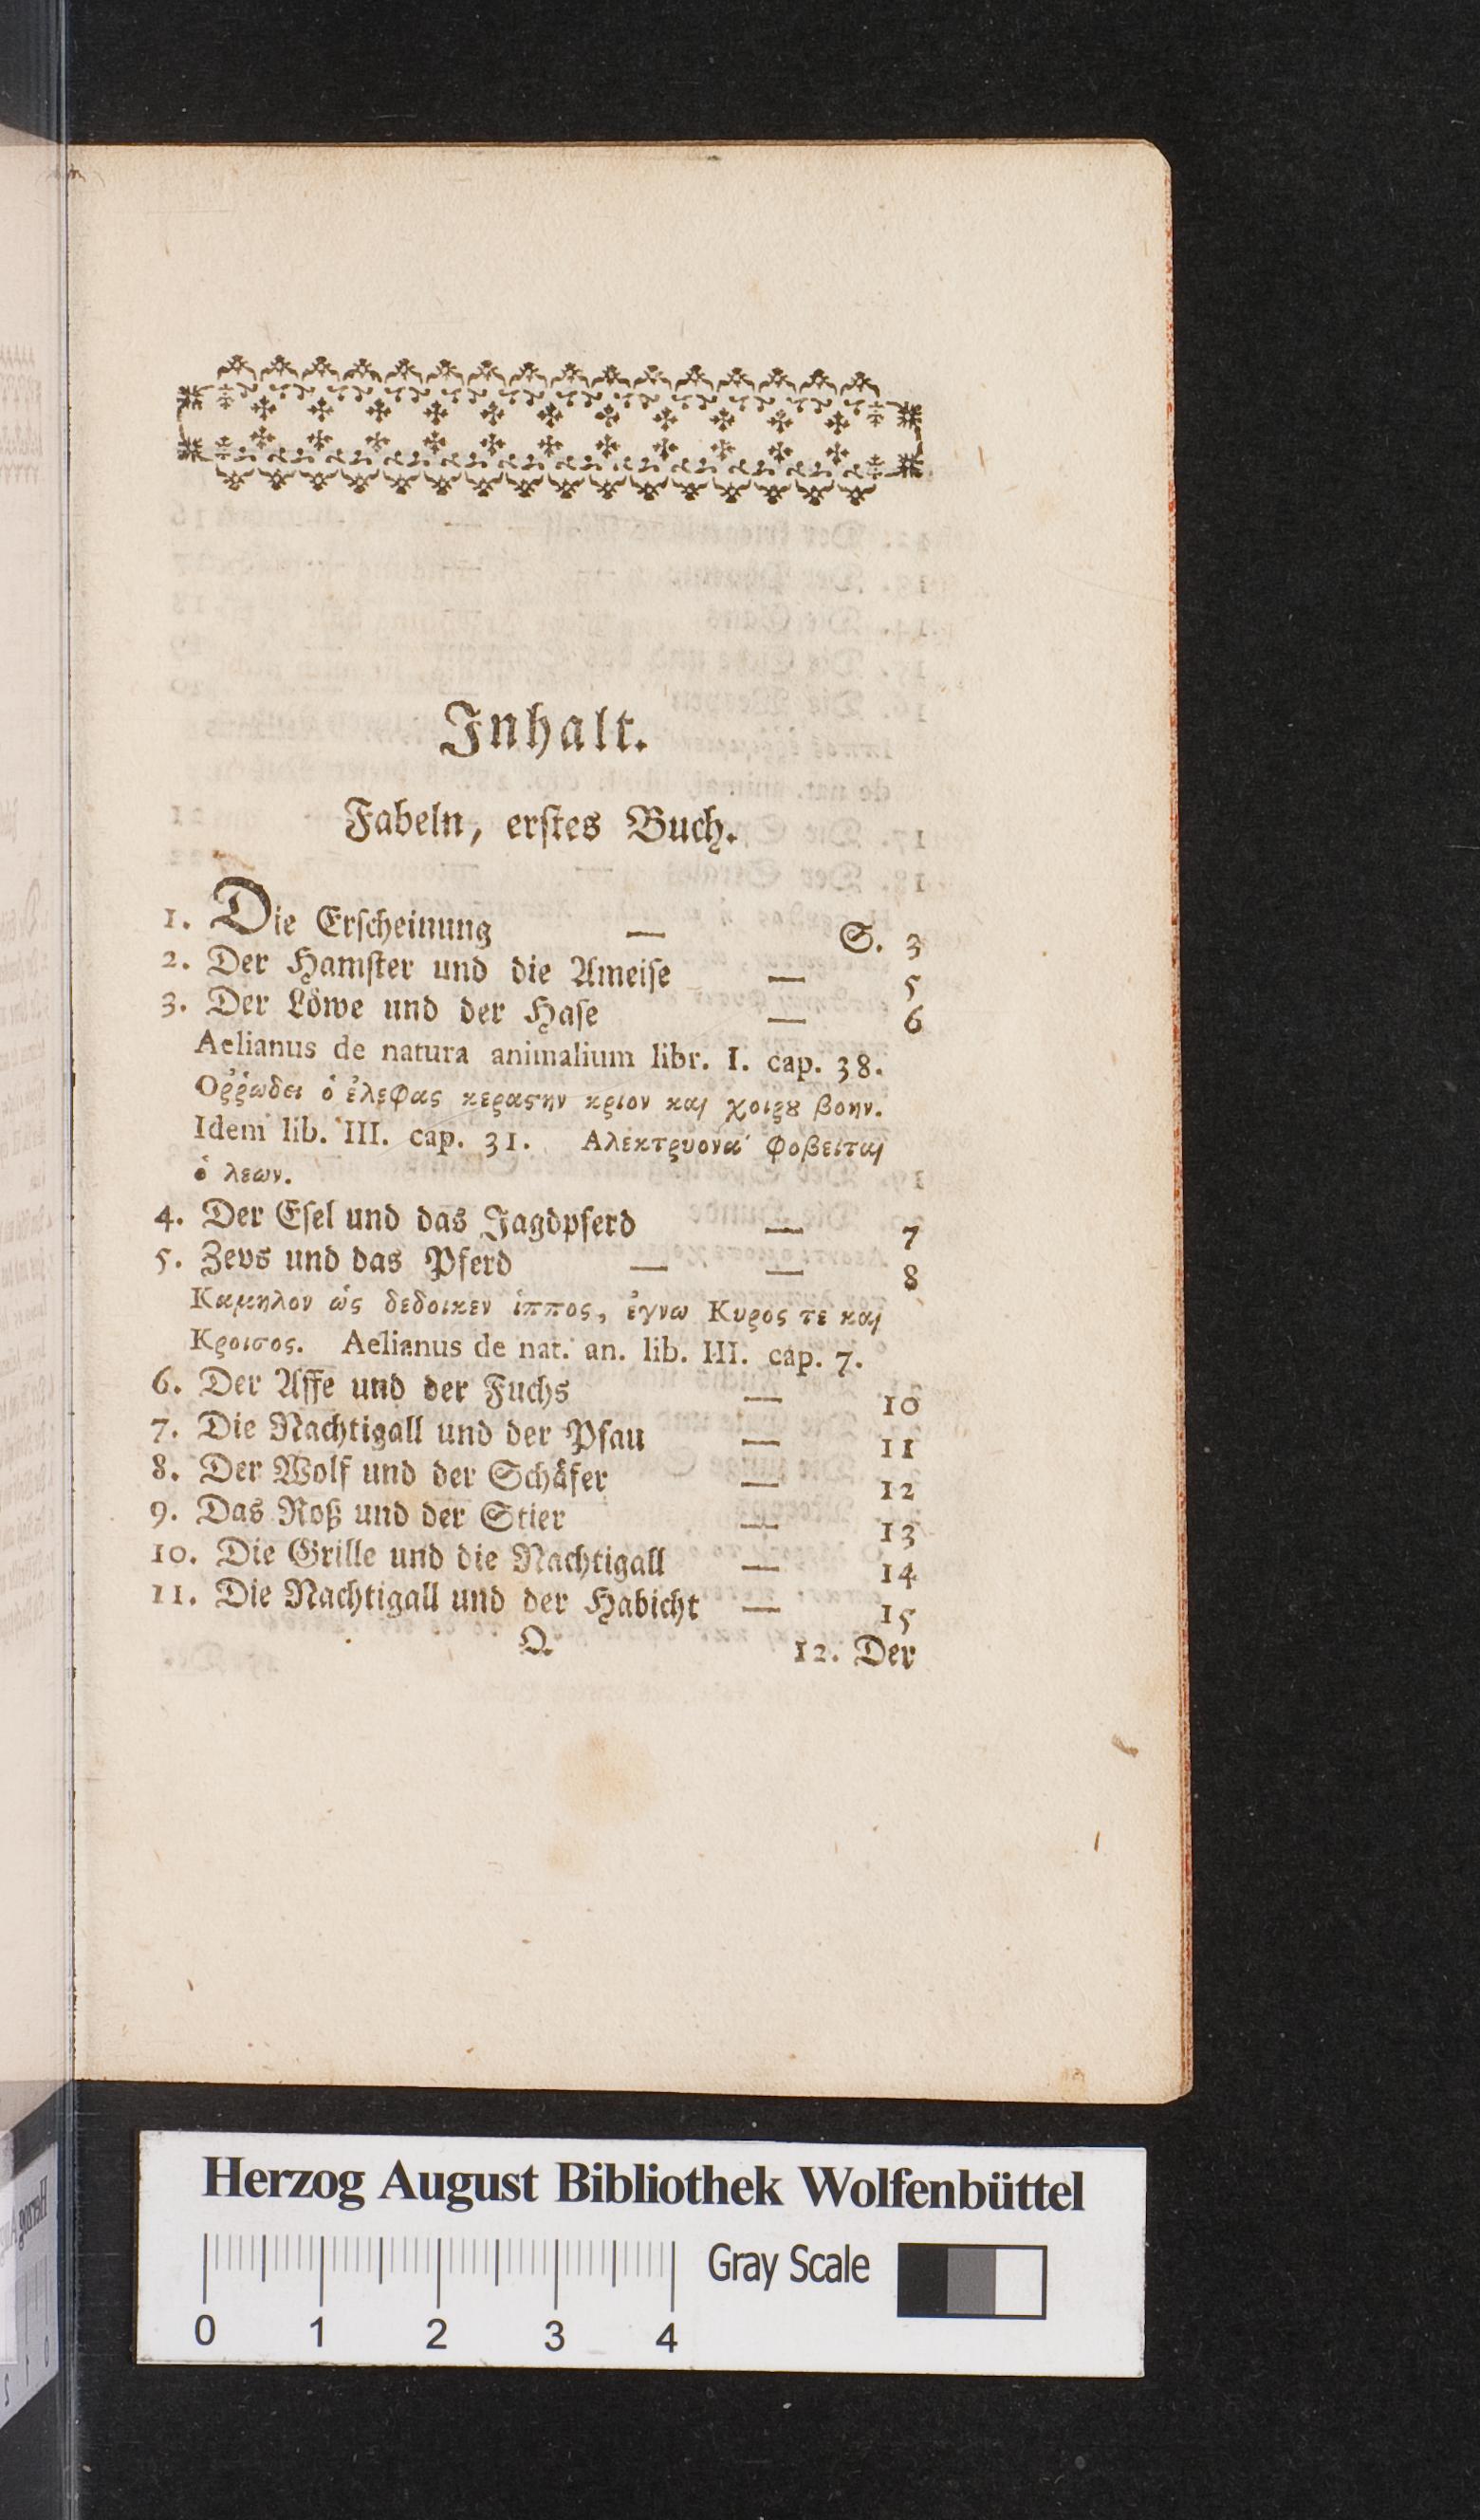 Inhalt.
Fabeln, erſtes Buch.
1. Die Erſcheinung — S. 3
2. Der Hamſter und die Ameiſe — 5
3. Der Löwe und der Haſe — 6
Aelianus de natura animalium libr. I. cap. 38.
Οῤῥωδει ὁ ἐλεφας κεραϛην κριον και χοιρȣ βοην.
Idem lib. III. cap. 31. Αλεκτρυονα φοβειται
ὁ λεων.
4. Der Eſel und das Jagdpferd — 7
5. Zevs und das Pferd — — 8
Καμηλον ὡς δεδοικεν ἱππος, ἐγνω Κυρος τε και
Κροισος. Aelianus de nat. an. lib. III. cap. 7.
6. Der Affe und der Fuchs — 10
7. Die Nachtigall und der Pfau — 11
8. Der Wolf und der Schäfer — 12
9. Das Roß und der Stier — 13
10. Die Grille und die Nachtigall — 14
11. Die Nachtigall und der Habicht — 15
Q. 12. Der
Herzog August Bibliothek Wolfenbüttel
Gray Scale
0 1 2 3 4